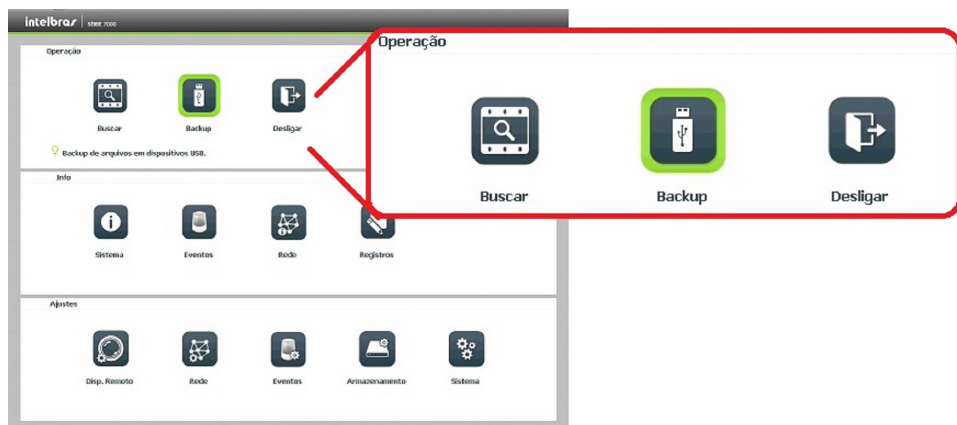 intelbras série 7000
Operação
Buscar Backup Desligar
Backup de arquivos em dispositivos USB.
Info
Sistema Eventos Rede Registros
Ajustes
Disp. Remoto Rede Eventos Armazenamento Sistema
Operação
Buscar Backup Desligar